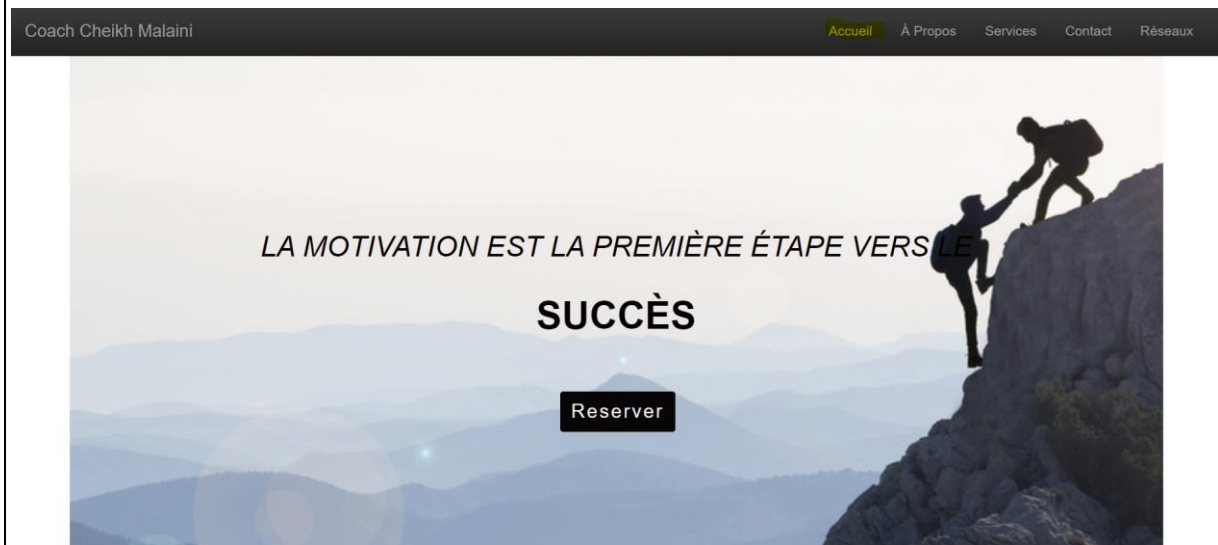 Coach Cheikh Malaini
Accueil À Propos Services Contact Réseaux
LA MOTIVATION EST LA PREMIÈRE ÉTAPE VERS LE
SUCCÈS
Reserver